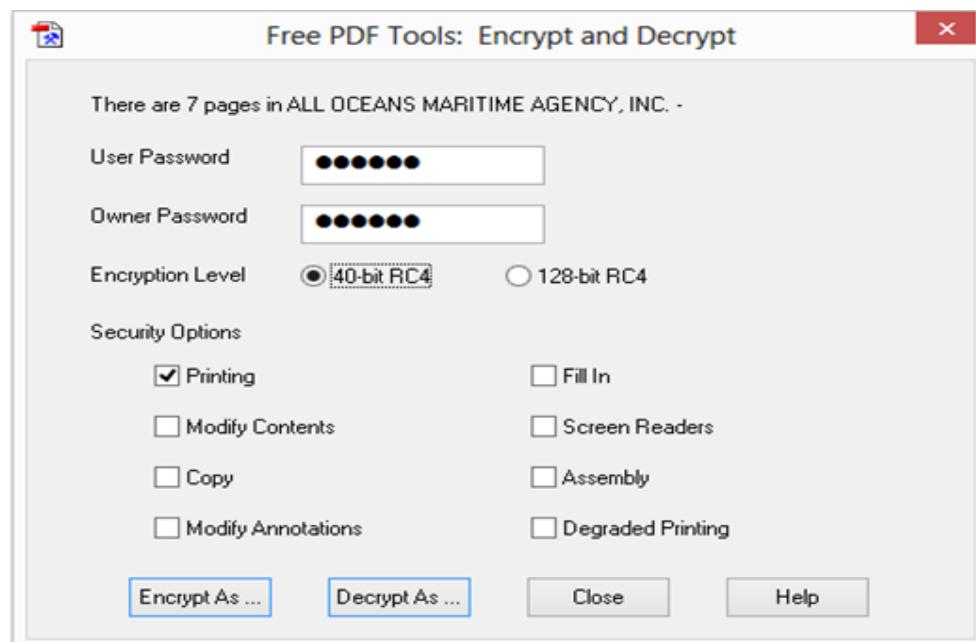 Free PDF Tools: Encrypt and Decrypt
There are 7 pages in ALL OCEANS MARITIME AGENCY, INC. -
User Password ●●●●●●
Owner Password ●●●●●●
Encryption Level 40-bit RC4 128-bit RC4
Security Options
Printing Fill In
Modify Contents Screen Readers
Copy Assembly
Modify Annotations Degraded Printing
Encrypt As ... Decrypt As ... Close Help